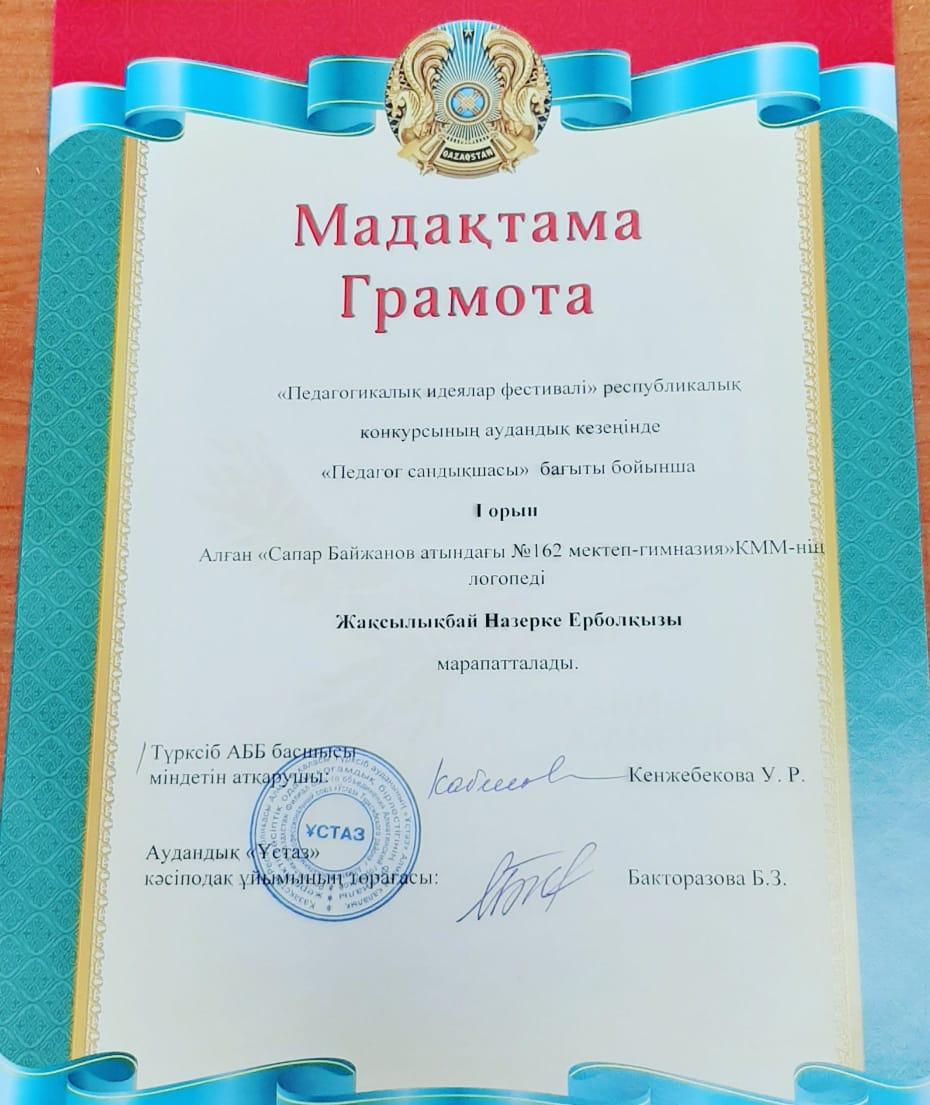 QAZAQSTAN
Мадақтама
Грамота
«Педагогикалық идеялар фестивалі» республикалық
конкурсының аудандық кезеңінде
«Педагог сандықшасы» бағыты бойынша
І орын
Алған «Сапар Байжанов атындағы №162 мектеп-гимназия»КММ-нің
логопеді
Жақсылықбай Назерке Ерболқызы
марапатталады.
Түрксіб АББ басшысы
міндетін атқарушы:
Кенжебекова У. Р.
ҰСТАЗ
Аудандық «Ұстаз»
кәсіподақ ұйымының төрағасы:
Бакторазова Б.З.